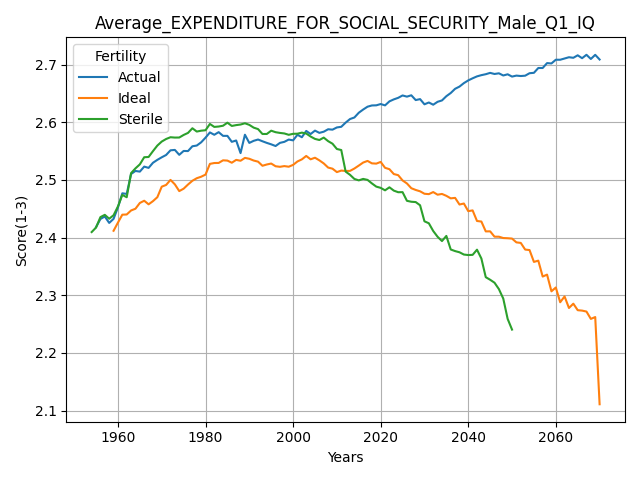 Average_EXPENDITURE_FOR_SOCIAL_SECURITY_Male_Q1_IQ
Fertility
Actual
Ideal
Sterile
Score(1-3)
2.7
2.6
2.5
2.4
2.3
2.2
2.1
1960 1980 2000 2020 2040 2060
Years